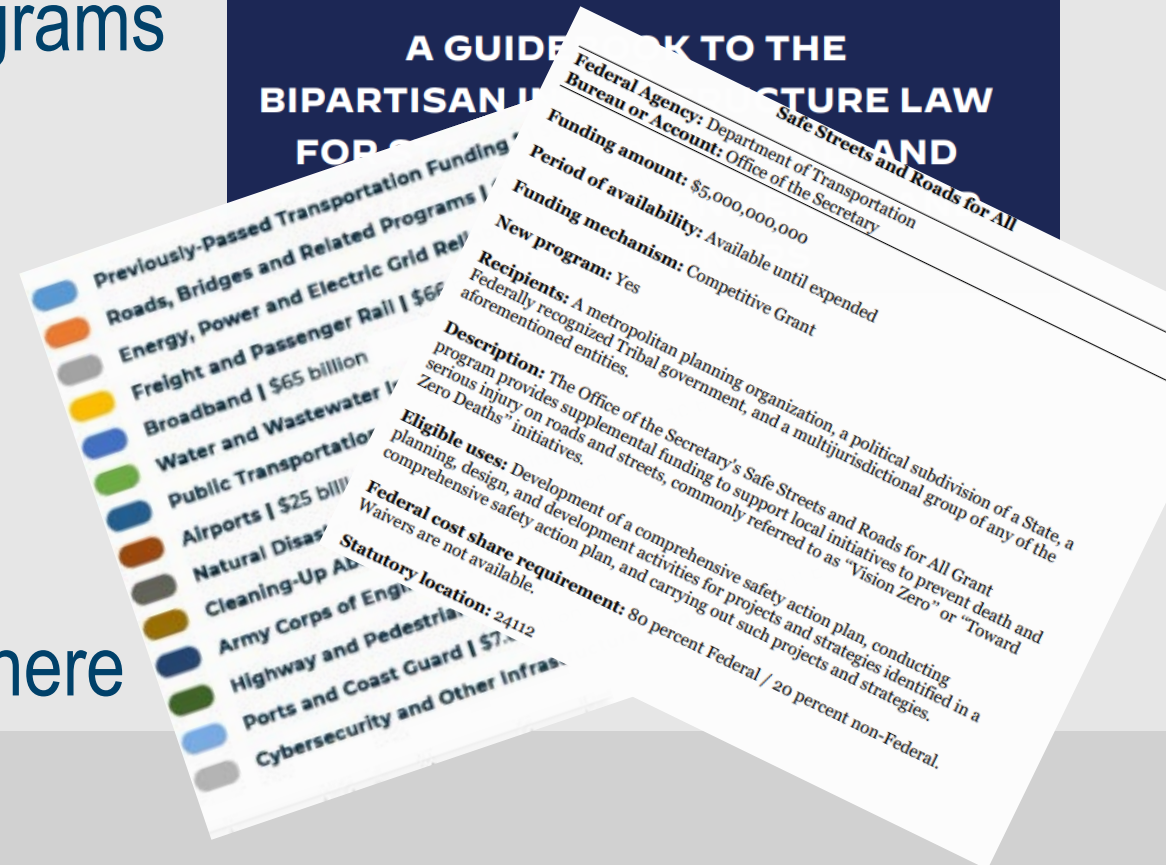 grams
A GUIDE K TO THE
BIPARTISAN I UCTURE LAW
FOR AND
Previously-Passed Transportation Funding
Roads, Bridges and Related Programs |
Energy, Power and Electric Grid Reli
Freight and Passenger Rail | $66
Broadband | $65 billion
Water and Wastewater I
Public Transportation
Airports | $25 billi
Natural Disas
Cleaning-Up Ab
Army Corps of Engi
Highway and Pedestria
Ports and Coast Guard | $7.
Cybersecurity and Other Infras
Safe Streets and Roads for All
Federal Agency: Department of Transportation
Bureau or Account: Office of the Secretary
Funding amount: $5,000,000,000
Period of availability: Available until expended
Funding mechanism: Competitive Grant
New program: Yes
Recipients: A metropolitan planning organization, a political subdivision of a State, a
Federally recognized Tribal government, and a multijurisdictional group of any of the
aforementioned entities.
Description: The Office of the Secretary's Safe Streets and Roads for All Grant
program provides supplemental funding to support local initiatives to prevent death and
serious injury on roads and streets, commonly referred to as “Vision Zero” or “Toward
Zero Deaths” initiatives.
Eligible uses: Development of a comprehensive safety action plan, conducting
planning, design, and development activities for projects and strategies identified in a
comprehensive safety action plan, and carrying out such projects and strategies.
Federal cost share requirement: 80 percent Federal / 20 percent non-Federal.
Waivers are not available.
Statutory location: 24112
here